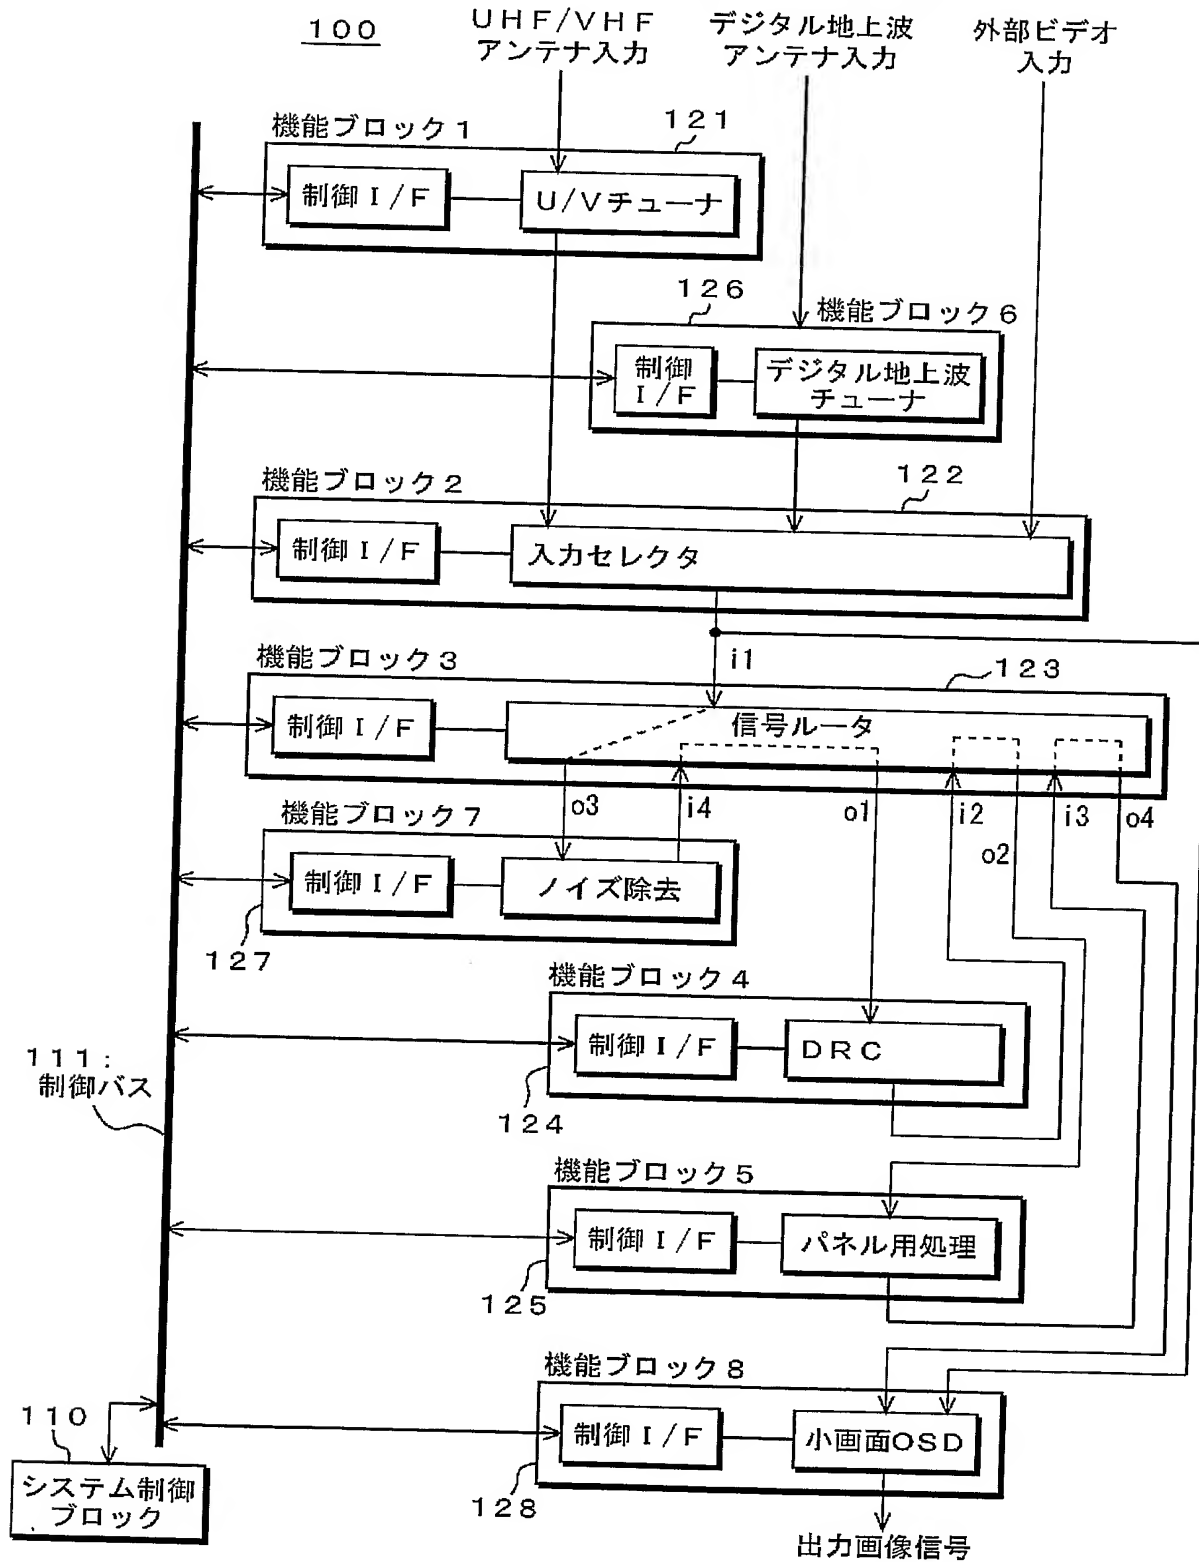 １００
ＵＨＦ/ＶＨＦ
アンテナ入力
デジタル地上波
アンテナ入力
外部ビデオ
入力
機能ブロック１
１２１
制御Ｉ/Ｆ
Ｕ/Ｖチューナ
１２６
機能ブロック６
制御
Ｉ/Ｆ
デジタル地上波
チューナ
機能ブロック２
１２２
制御Ｉ/Ｆ
入力セレクタ
機能ブロック３
i1
１２３
制御Ｉ/Ｆ
信号ルータ
機能ブロック７
o3
i4
o1
i2
o2
i3
o4
制御Ｉ/Ｆ
ノイズ除去
１２７
機能ブロック４
制御Ｉ/Ｆ
ＤＲＣ
１１１：
制御バス
１２４
機能ブロック５
制御Ｉ/Ｆ
パネル用処理
１２５
機能ブロック８
制御Ｉ/Ｆ
小画面OSD
１１０
システム制御
ブロック
１２８
出力画像信号